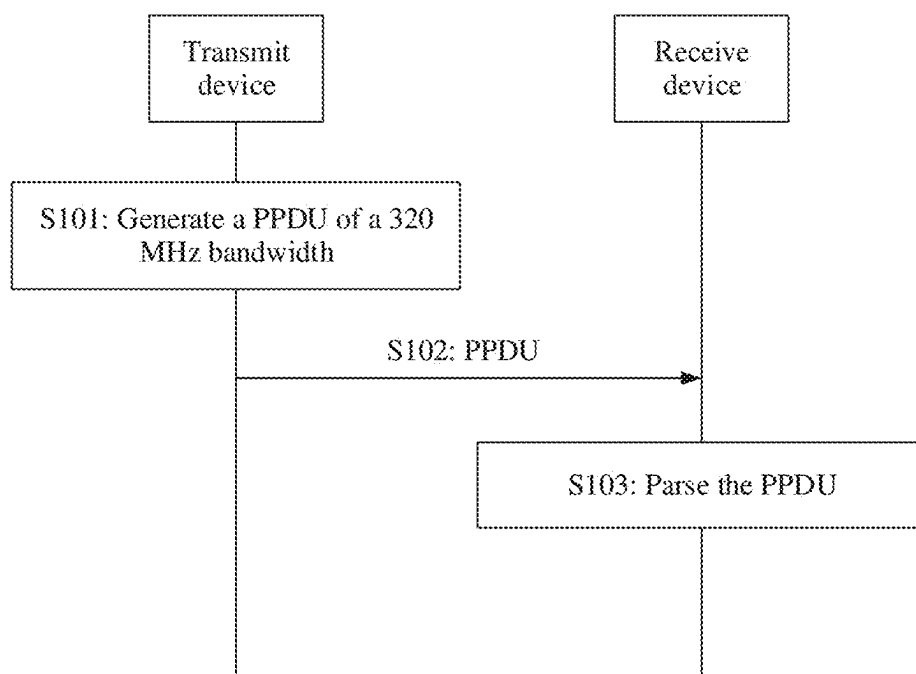 Transmit
device
Receive
device
S101: Generate a PPDU of a 320
MHz bandwidth
S102: PPDU
S103: Parse the PPDU